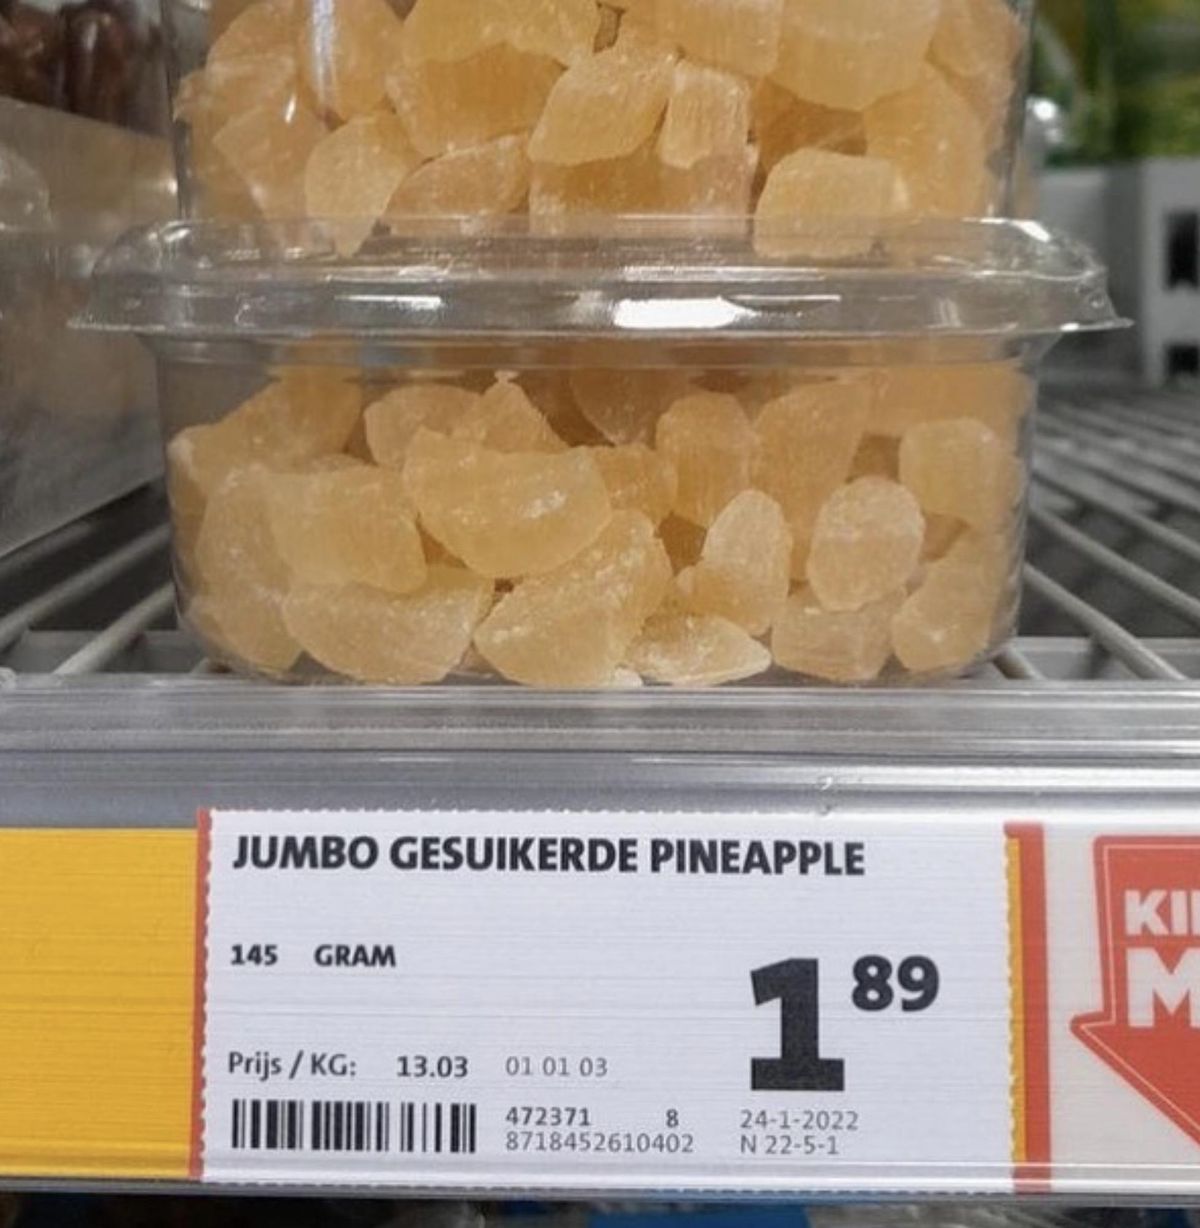 JUMBO GESUIKERDE PINEAPPLE
145 GRAM
1 89
Prijs / KG: 13.03 01 01 03
472371 8 24-1-2022
8718452610402 N 22-5-1